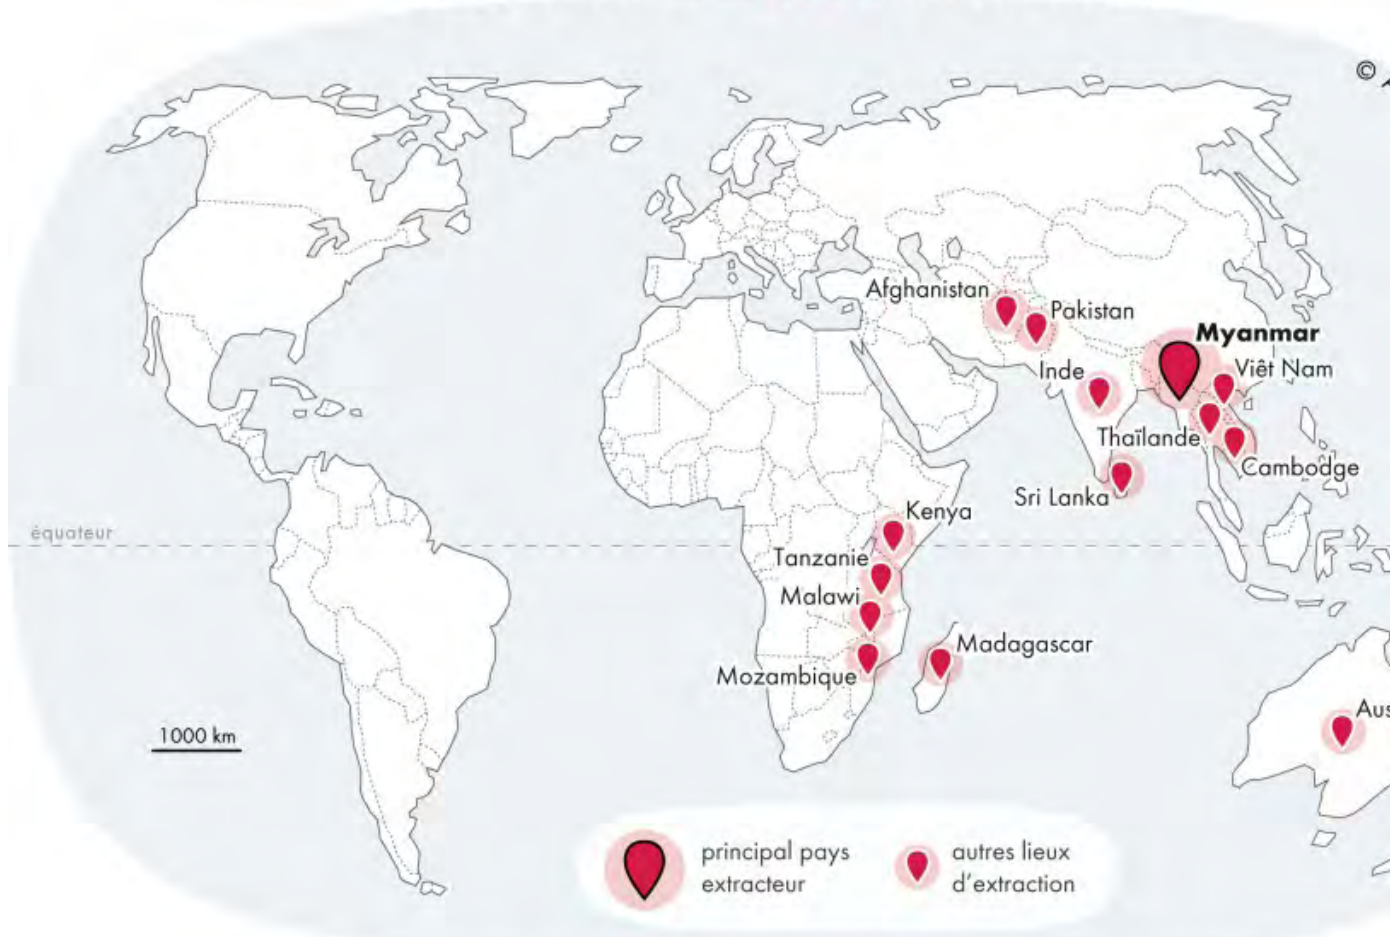 ©
Afghanistan
Pakistan
Myanmar
Inde
Viêt Nam
Thaïlande
Cambodge
Sri Lanka
Kenya
équateur
Tanzanie
Malawi
Madagascar
Mozambique
Aus
1000 km
principal pays
extracteur
autres lieux
d'extraction